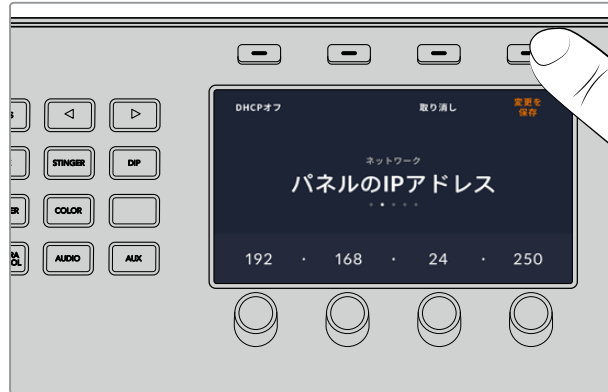 DHCPオフ
取り消し
変更を
保存
ネットワーク
パネルのIPアドレス
192 · 168 · 24 · 250
STINGER
DIP
COLOR
AUDIO
AUX